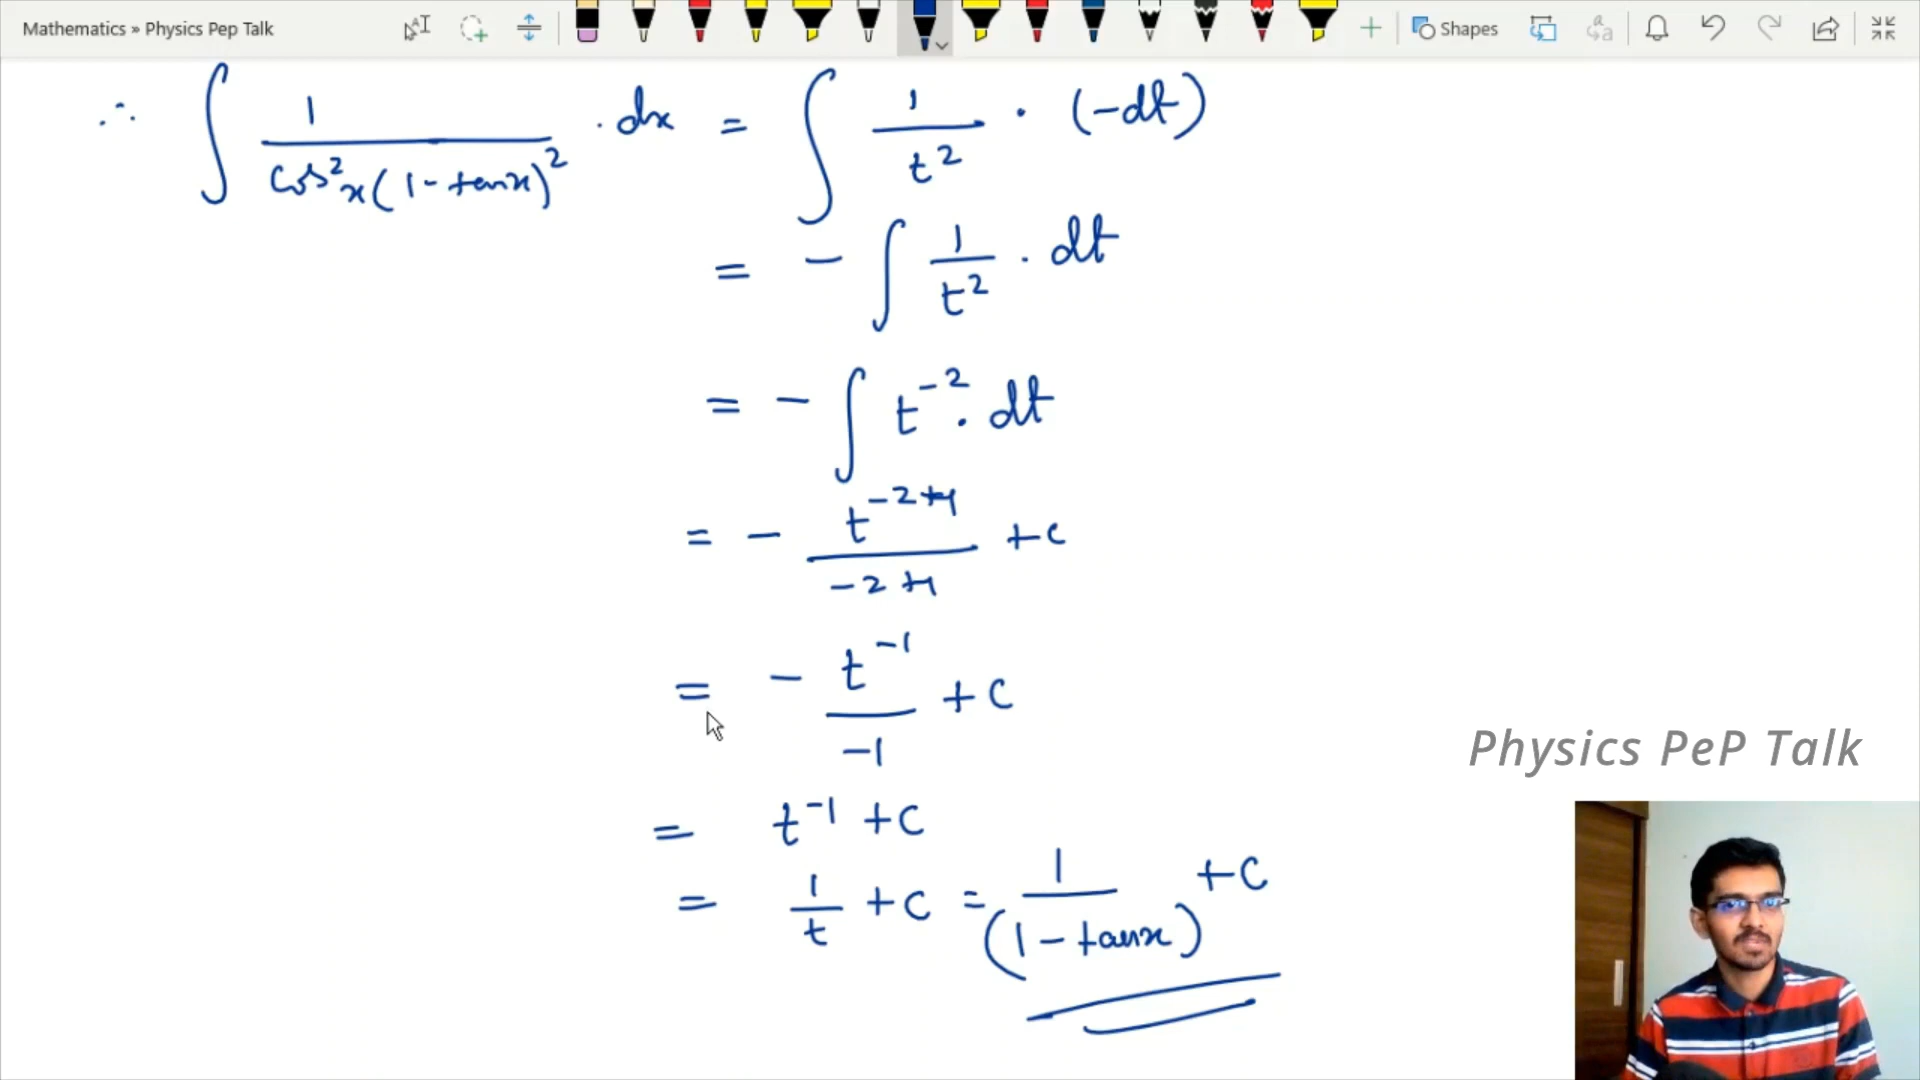 Mathematics » Physics Pep Talk
Shapes
∴ ∫ 1/(cos²x(1-tanx)²) . dx = ∫ 1/t² . (-dt)
= - ∫ 1/t² . dt
= - ∫ t⁻² . dt
= - t⁻²⁺¹/(-2+1) + c
= - t⁻¹/-1 + c
= t⁻¹ + c
= 1/t + c = 1/(1-tanx) + c
Physics PeP Talk